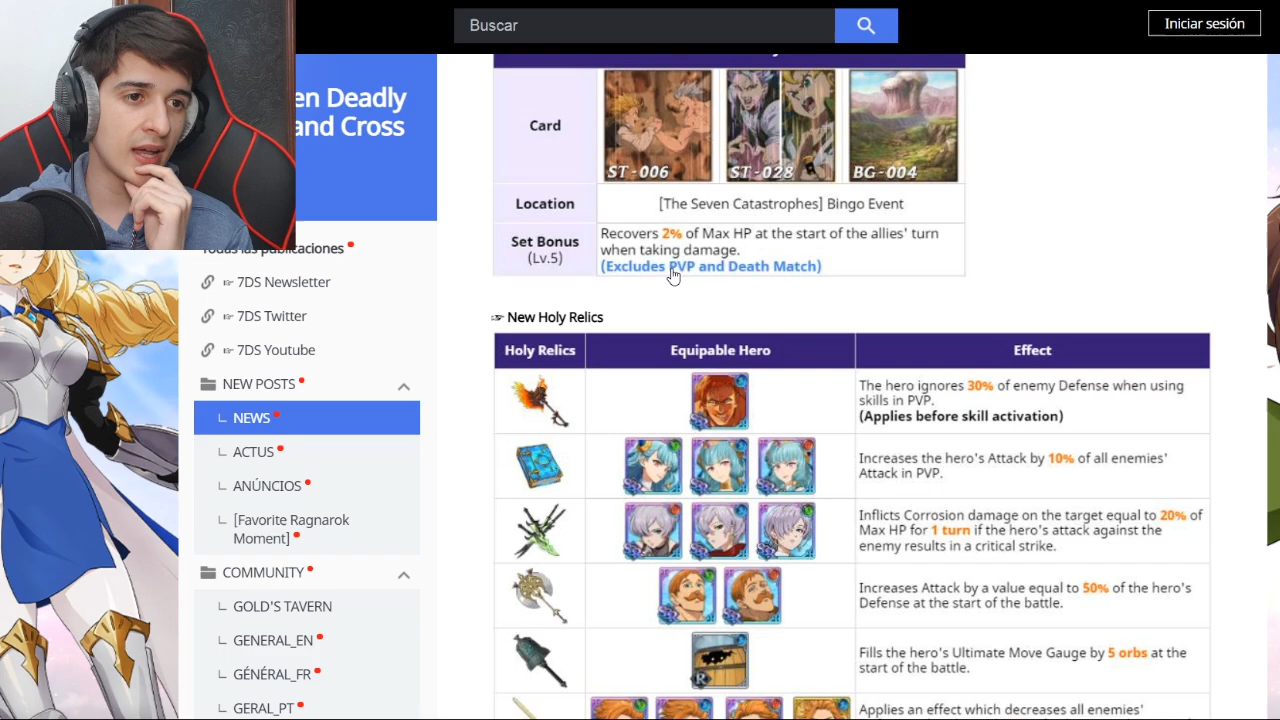 Buscar
Iniciar sesión
en Deadly
and Cross
Card
ST-006
ST-028
BG-004
Location
[The Seven Catastrophes] Bingo Event
Set Bonus
(Lv.5)
Recovers 2% of Max HP at the start of the allies' turn
when taking damage.
(Excludes PVP and Death Match)
Todas las publicaciones
☞ 7DS Newsletter
☞ 7DS Twitter
☞ 7DS Youtube
NEW POSTS
NEWS
ACTUS
ANÚNCIOS
[Favorite Ragnarok
Moment]
COMMUNITY
GOLD'S TAVERN
GENERAL_EN
GÉNÉRAL_FR
GERAL_PT
☞ New Holy Relics
Holy Relics
Equipable Hero
Effect
The hero ignores 30% of enemy Defense when using
skills in PVP.
(Applies before skill activation)
Increases the hero's Attack by 10% of all enemies'
Attack in PVP.
Inflicts Corrosion damage on the target equal to 20% of
Max HP for 1 turn if the hero's attack against the
enemy results in a critical strike.
Increases Attack by a value equal to 50% of the hero's
Defense at the start of the battle.
R
Fills the hero's Ultimate Move Gauge by 5 orbs at the
start of the battle.
Applies an effect which decreases all enemies'